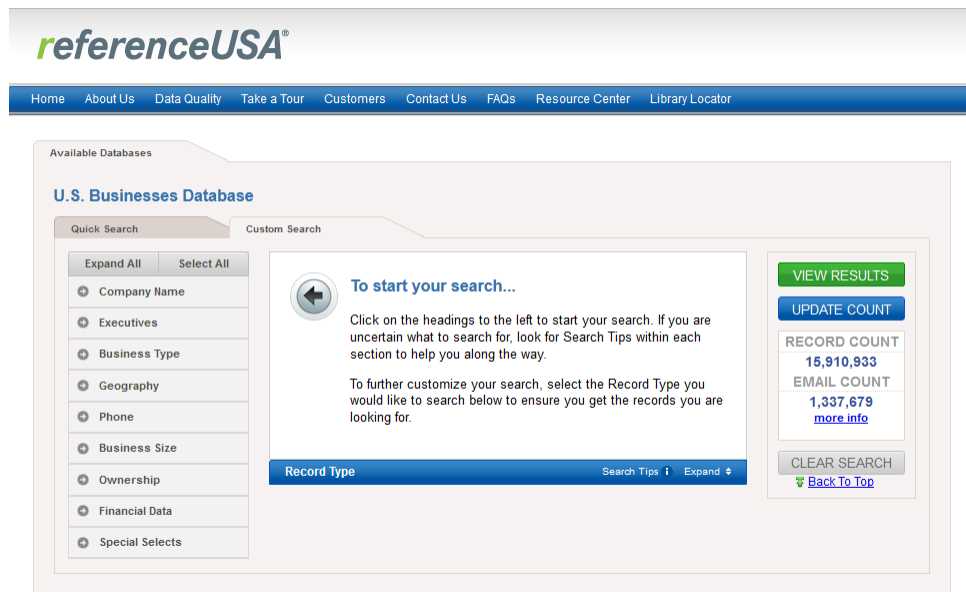 referenceUSA®
Home About Us Data Quality Take a Tour Customers Contact Us FAQs Resource Center Library Locator
Available Databases
U.S. Businesses Database
Quick Search Custom Search
Expand All Select All
Company Name
Executives
Business Type
Geography
Phone
Business Size
Ownership
Financial Data
Special Selects
To start your search...
Click on the headings to the left to start your search. If you are
uncertain what to search for, look for Search Tips within each
section to help you along the way.
To further customize your search, select the Record Type you
would like to search below to ensure you get the records you are
looking for.
Record Type Search Tips i Expand
VIEW RESULTS
UPDATE COUNT
RECORD COUNT
15,910,933
EMAIL COUNT
1,337,679
more info
CLEAR SEARCH
Back To Top